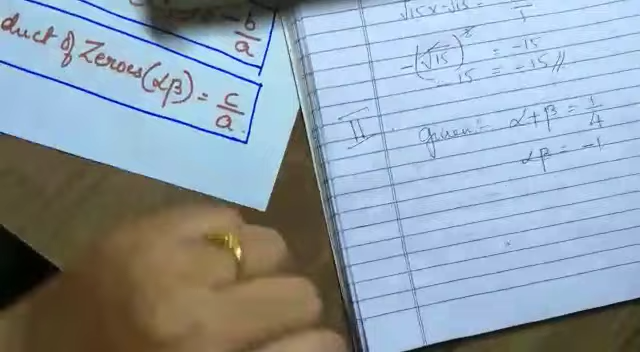 -b/a
duct of Zeroes(αβ) = c/a.
√15 x -√15 =
-(√15)² = -15
-15 = -15//
II. given:- α+β = 1/4
αβ = -1